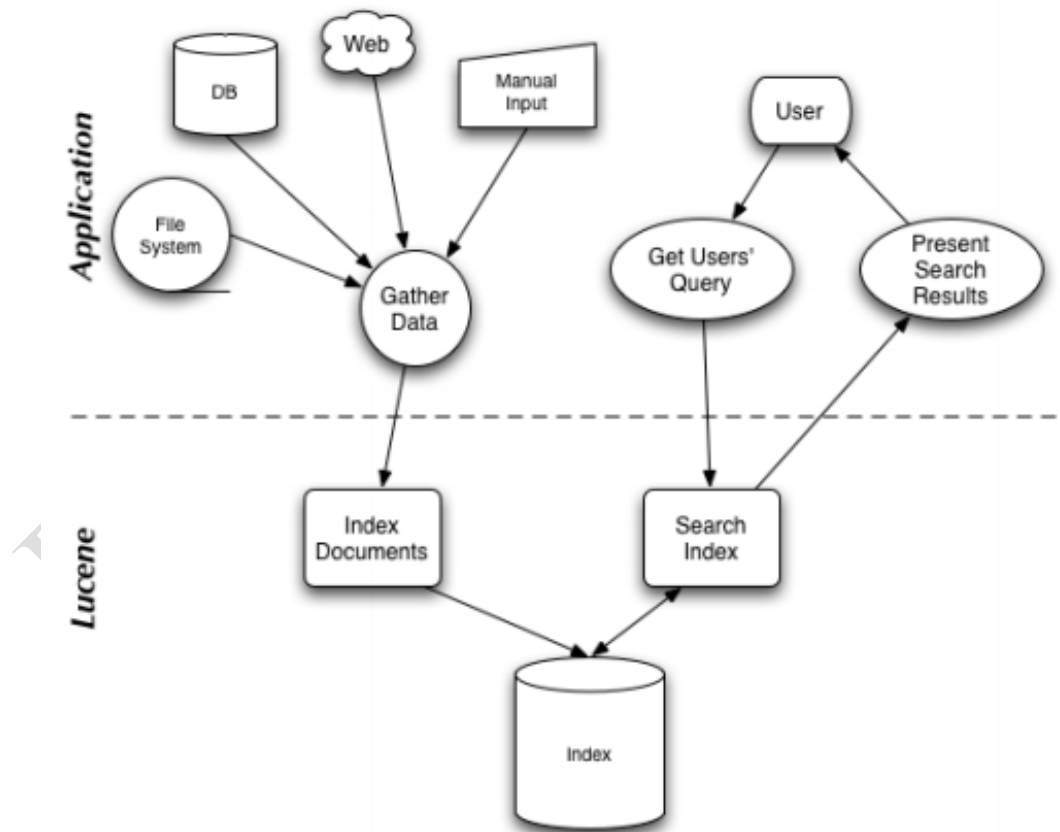 Application
DB
Web
Manual
Input
File
System
Gather
Data
User
Get Users'
Query
Present
Search
Results
Lucene
Index
Documents
Search
Index
Index